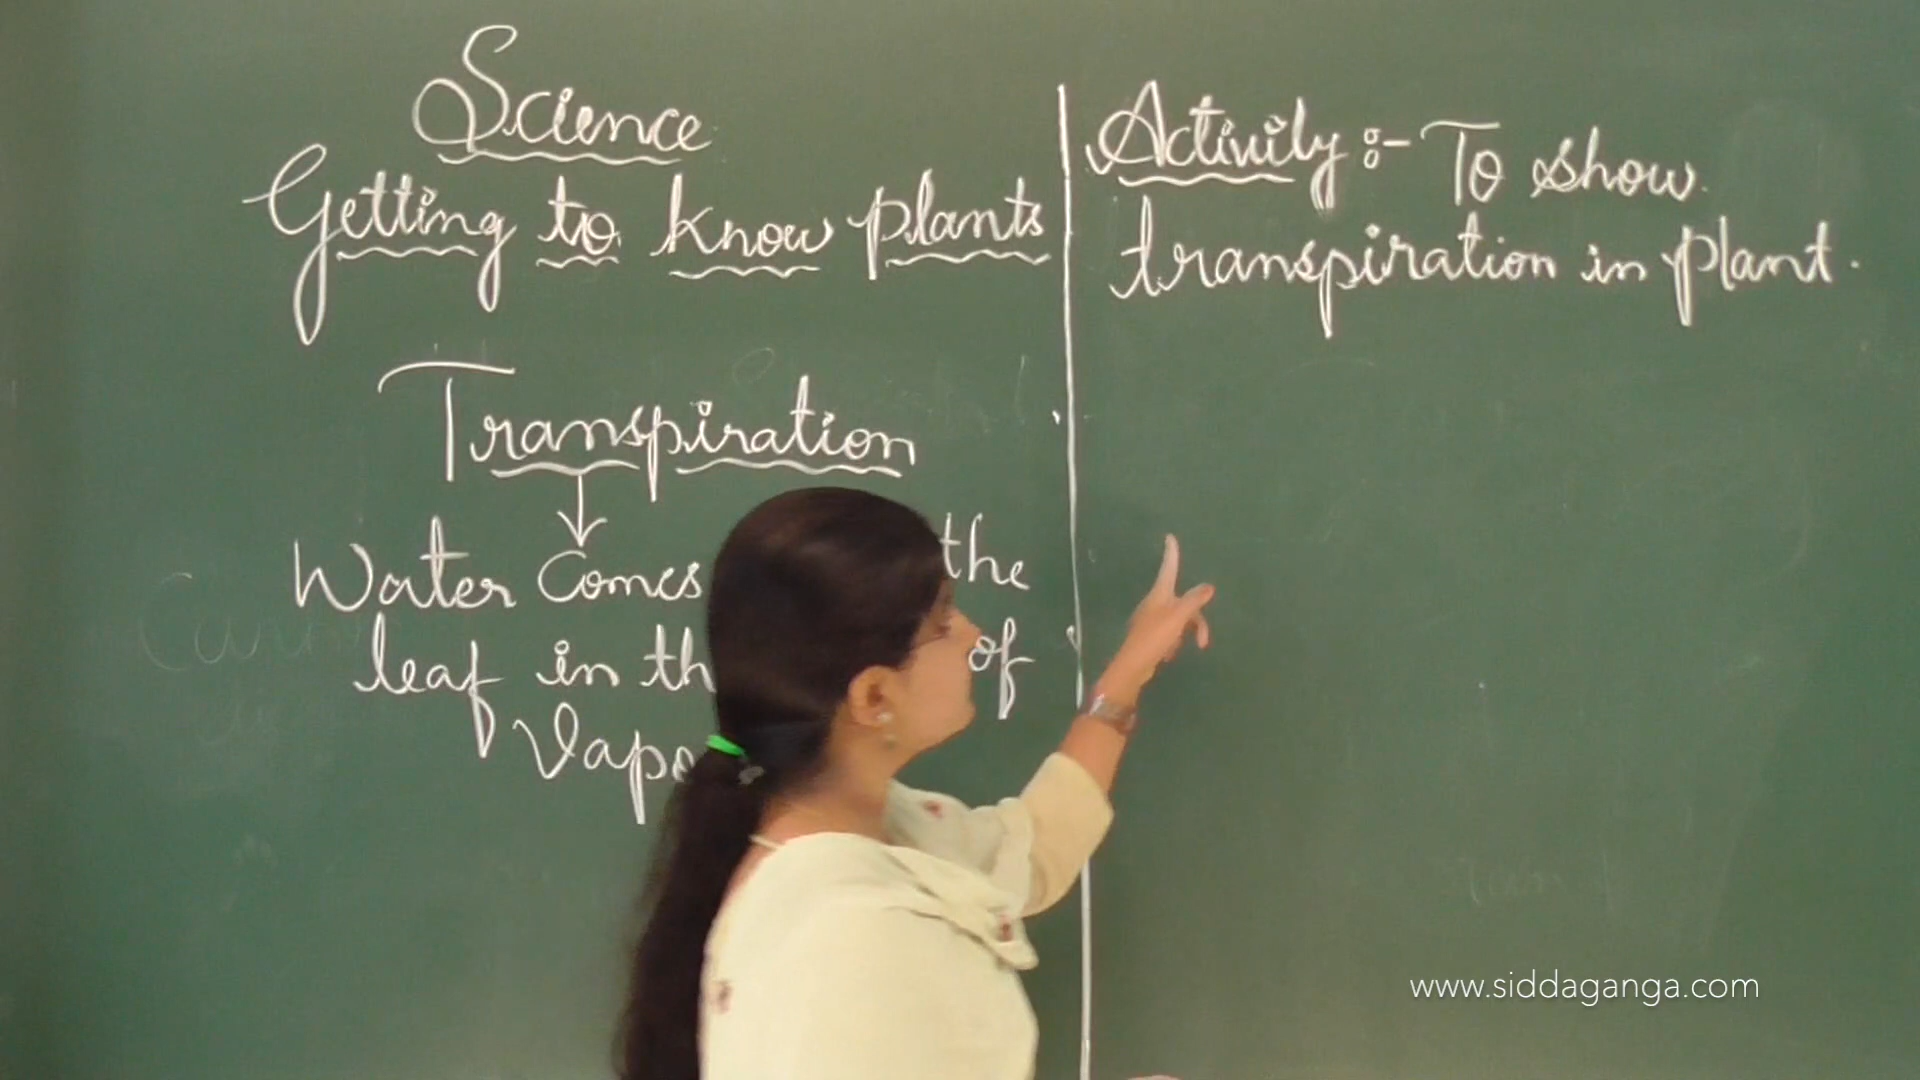 Science
Getting to know plants
Transpiration
Water Comes the
leaf in of
Activity :- To show
transpiration in plant.
www.siddaganga.com